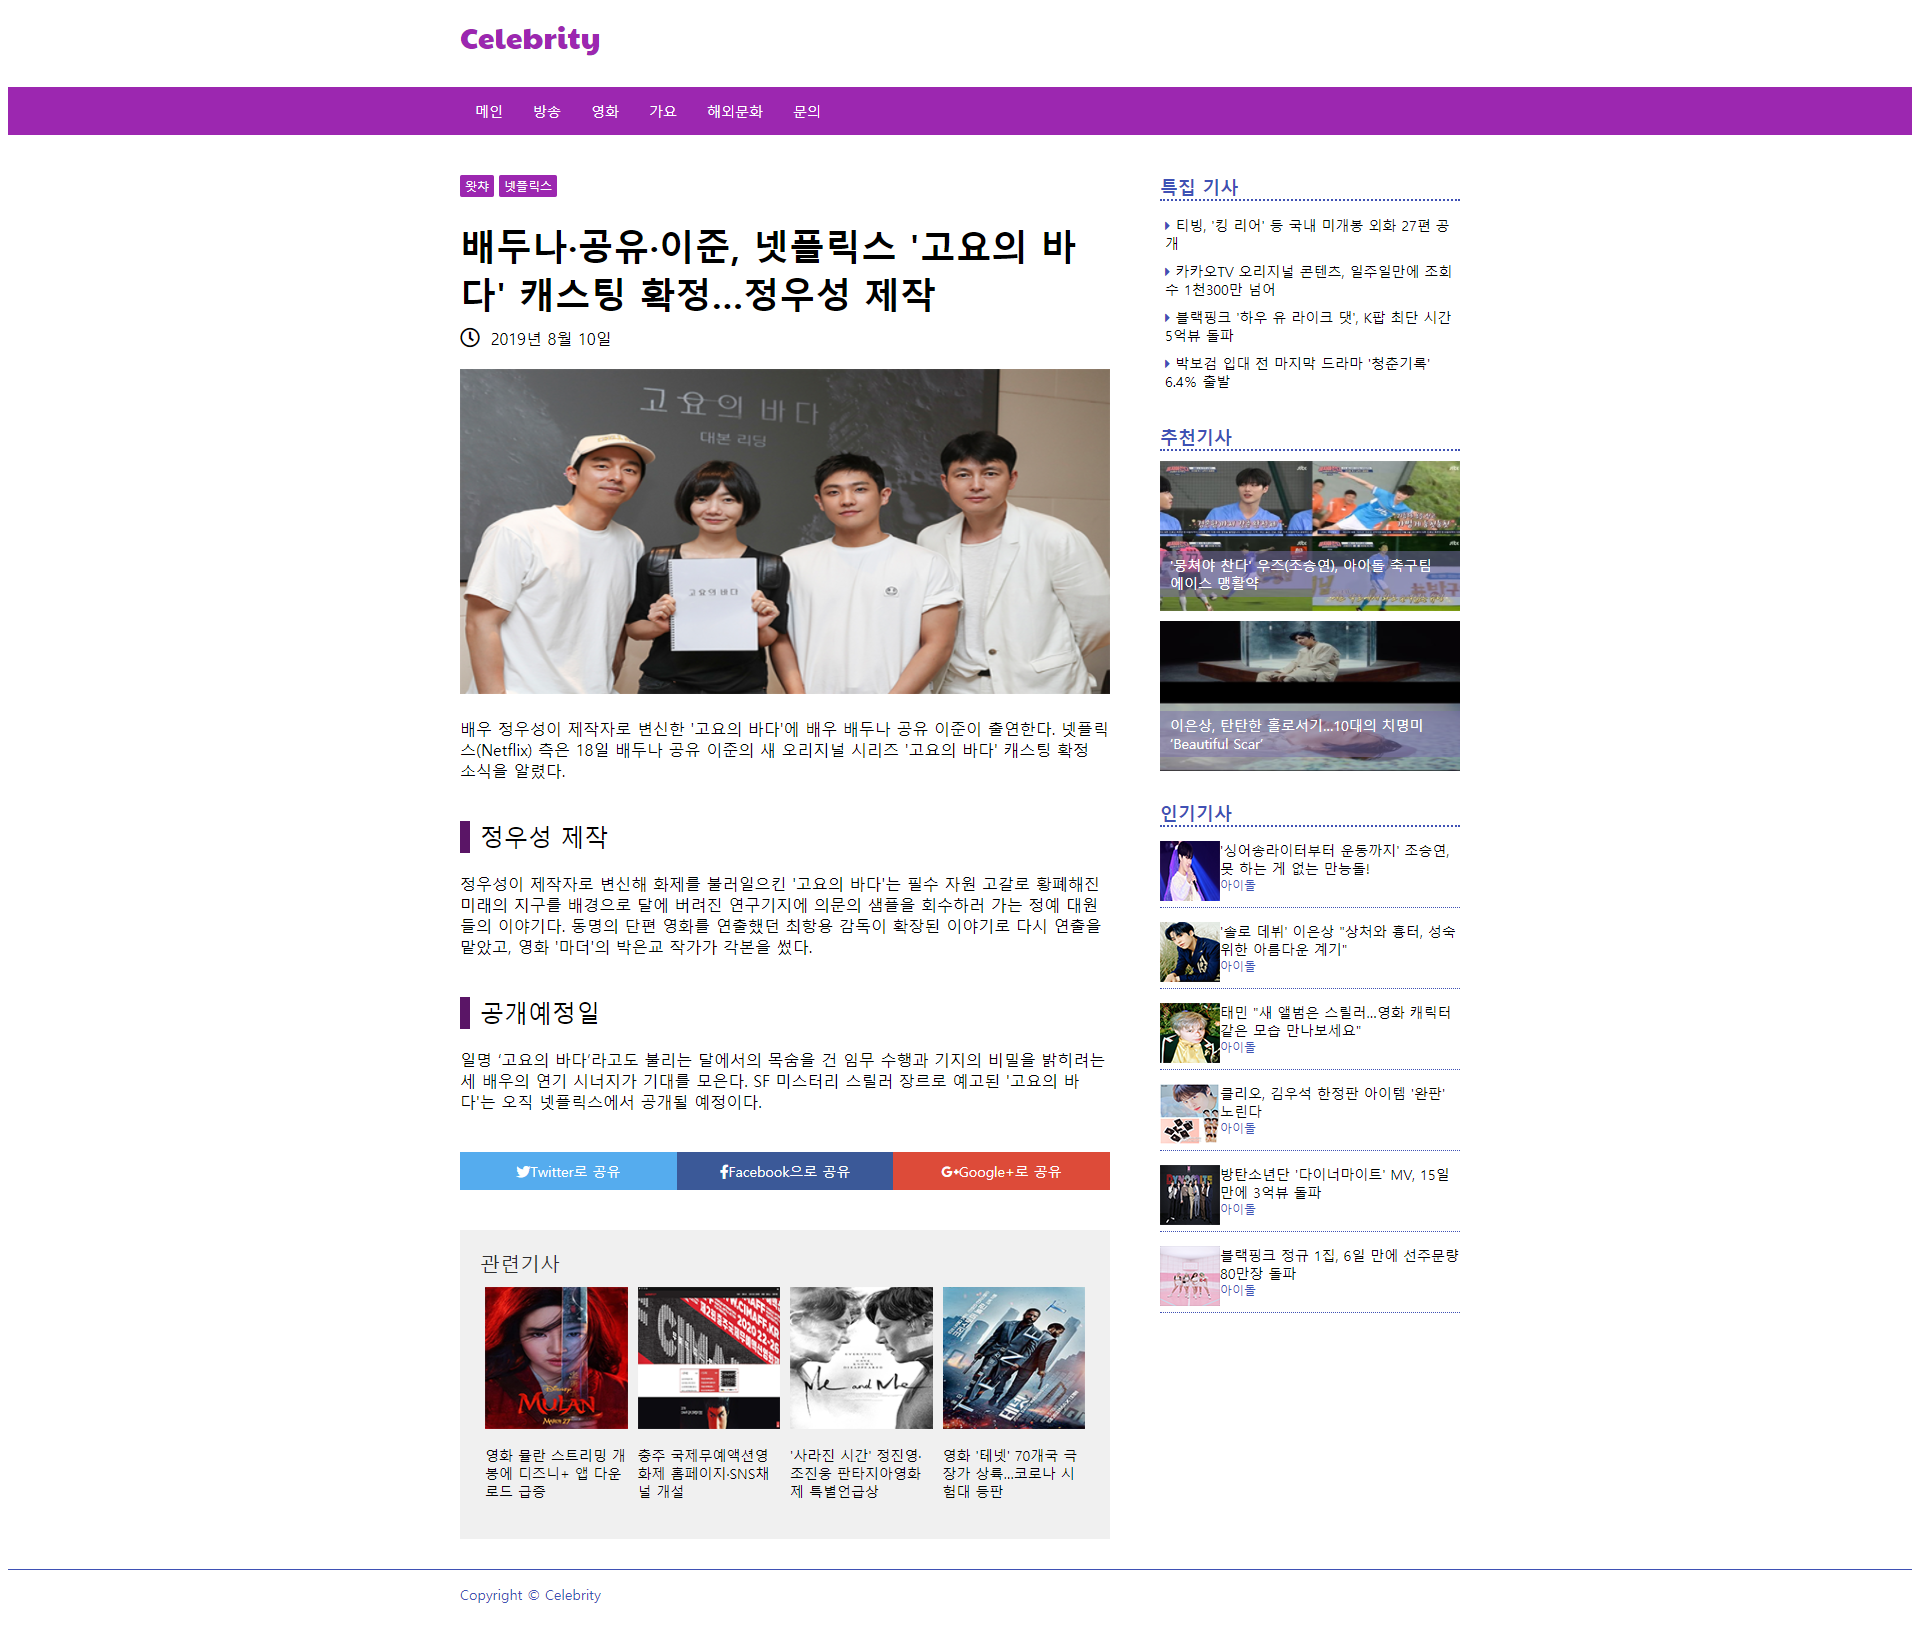 Celebrity
메인 방송 영화 가요 해외문화 문의
왓챠 넷플릭스
배두나·공유·이준, 넷플릭스 '고요의 바
다' 캐스팅 확정...정우성 제작
2019년 8월 10일
고요의 바다
대본 리딩
고요의 바다
배우 정우성이 제작자로 변신한 '고요의 바다'에 배우 배두나 공유 이준이 출연한다. 넷플릭
스(Netflix) 측은 18일 배두나 공유 이준의 새 오리지널 시리즈 '고요의 바다' 캐스팅 확정
소식을 알렸다.
정우성 제작
정우성이 제작자로 변신해 화제를 불러일으킨 '고요의 바다'는 필수 자원 고갈로 황폐해진
미래의 지구를 배경으로 달에 버려진 연구기지에 의문의 샘플을 회수하러 가는 정예 대원
들의 이야기다. 동명의 단편 영화를 연출했던 최항용 감독이 확장된 이야기로 다시 연출을
맡았고, 영화 '마더'의 박은교 작가가 각본을 썼다.
공개예정일
일명 '고요의 바다'라고도 불리는 달에서의 목숨을 건 임무 수행과 기지의 비밀을 밝히려는
세 배우의 연기 시너지가 기대를 모은다. SF 미스터리 스릴러 장르로 예고된 '고요의 바
다'는 오직 넷플릭스에서 공개될 예정이다.
Twitter로 공유
Facebook으로 공유
Google+로 공유
관련기사
Disney
MULAN
MARCH 27
WWW.CIMAFF.KR
2020 22-26
Me and Me
TENET
테넷
영화 뮬란 스트리밍 개
봉에 디즈니+ 앱 다운
로드 급증
충주 국제무예액션영
화제 홈페이지·SNS채
널 개설
'사라진 시간' 정진영·
조진웅 판타지아영화
제 특별언급상
영화 '테넷' 70개국 극
장가 상륙...코로나 시
험대 등판
특집 기사
티빙, '킹 리어' 등 국내 미개봉 외화 27편 공
개
카카오TV 오리지널 콘텐츠, 일주일만에 조회
수 1천300만 넘어
블랙핑크 '하우 유 라이크 댓', K팝 최단 시간
5억뷰 돌파
박보검 입대 전 마지막 드라마 '청춘기록'
6.4% 출발
추천기사
'뭉쳐야 찬다' 우즈(조승연), 아이돌 축구팀
에이스 맹활약
이은상, 탄탄한 홀로서기...10대의 치명미
'Beautiful Scar'
인기기사
'싱어송라이터부터 운동까지' 조승연,
못 하는 게 없는 만능돌!
아이돌
'솔로 데뷔' 이은상 "상처와 흉터, 성숙
위한 아름다운 계기"
아이돌
태민 "새 앨범은 스릴러...영화 캐릭터
같은 모습 만나보세요"
아이돌
클리오, 김우석 한정판 아이템 '완판'
노린다
아이돌
방탄소년단 '다이너마이트' MV, 15일
만에 3억뷰 돌파
아이돌
블랙핑크 정규 1집, 6일 만에 선주문량
80만장 돌파
아이돌
Copyright © Celebrity